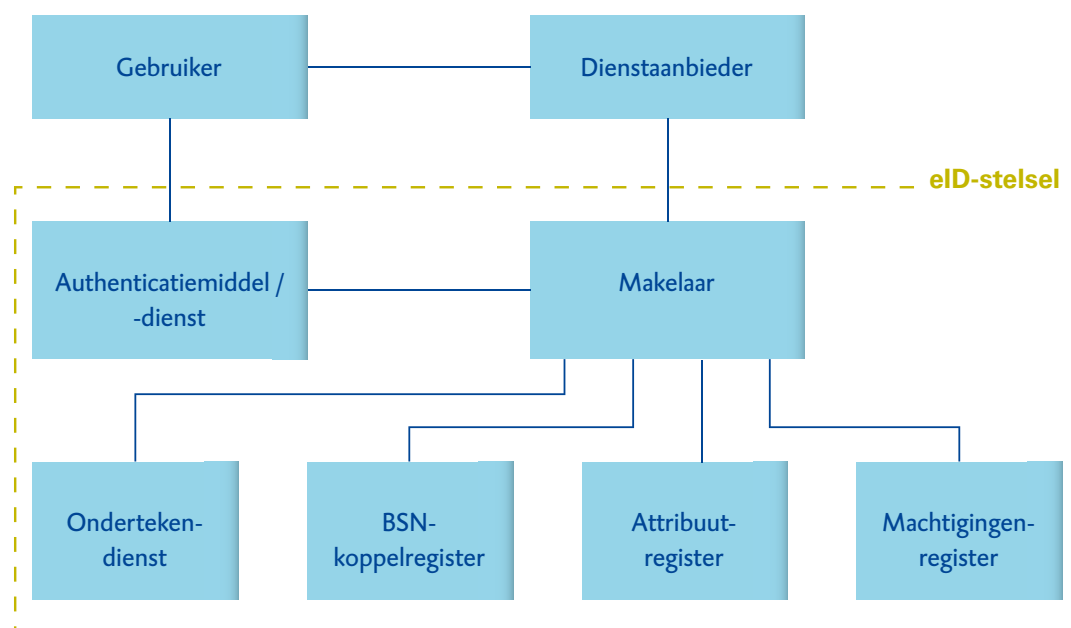 Gebruiker
Dienstaanbieder
eID-stelsel
Authenticatiemiddel /
-dienst
Makelaar
Onderteken-
dienst
BSN-
koppelregister
Attribuut-
register
Machtigingen-
register